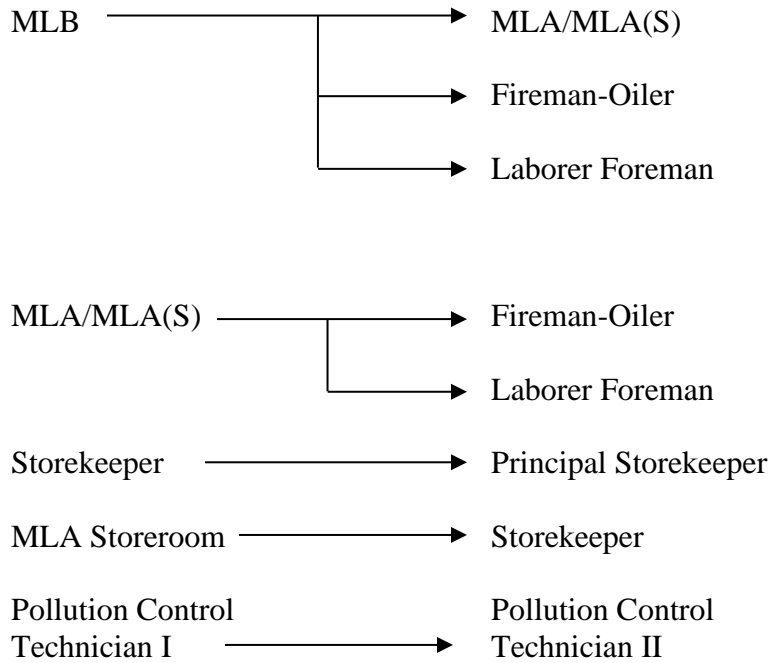 MLB MLA/MLA(S)
Fireman-Oiler
Laborer Foreman
MLA/MLA(S) Fireman-Oiler
Laborer Foreman
Storekeeper Principal Storekeeper
MLA Storeroom Storekeeper
Pollution Control Pollution Control
Technician I Technician II